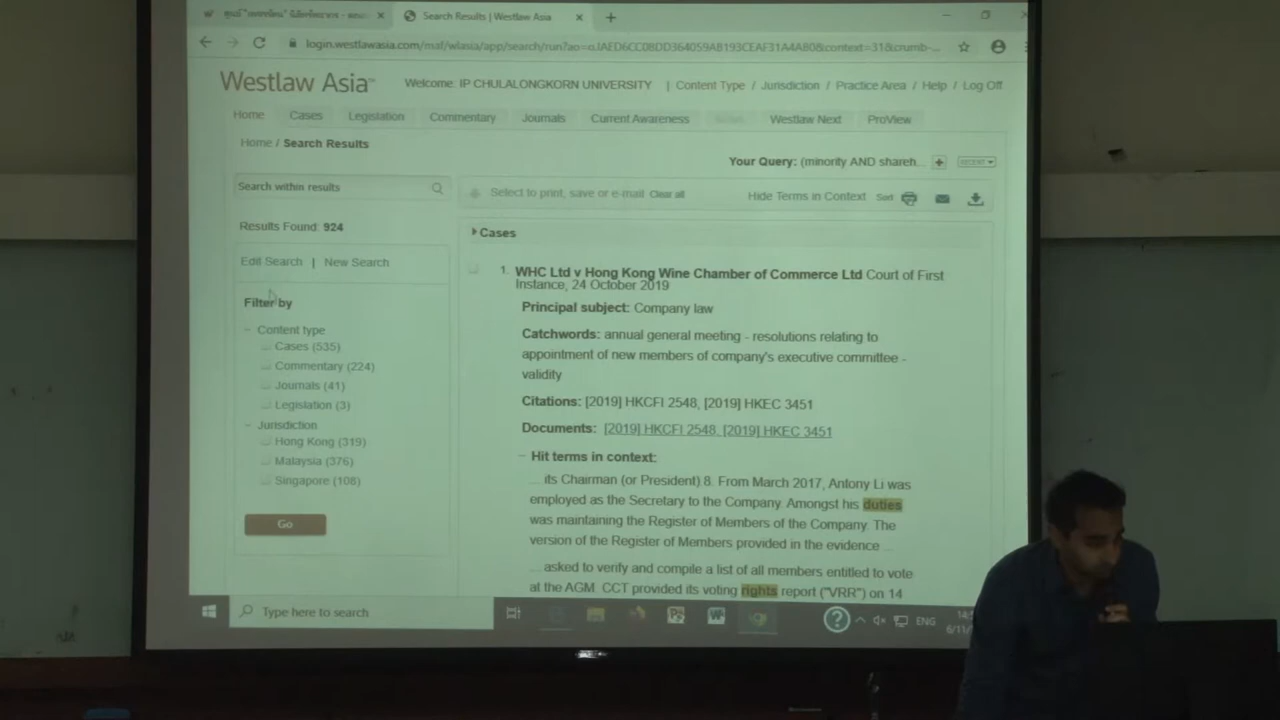 Search Results | Westlaw Asia
Westlaw Asia
Welcome: IP CHULALONGKORN UNIVERSITY | Content Type / Jurisdiction / Practice Area / Help / Log Off
Home Cases Legislation Commentary Journals Current Awareness Westlaw Next ProView
Home / Search Results
Your Query: (minority AND shareh...
Search within results
Select to print, save or e-mail Clear all
Hide Terms in Context Sort
Results Found: 924
Edit Search | New Search
Filter by
Content type
Cases (535)
Commentary (224)
Journals (41)
Legislation (3)
Jurisdiction
Hong Kong (319)
Malaysia (376)
Singapore (108)
Go
Cases
1. WHC Ltd v Hong Kong Wine Chamber of Commerce Ltd Court of First
Instance, 24 October 2019
Principal subject: Company law
Catchwords: annual general meeting - resolutions relating to
appointment of new members of company's executive committee -
validity
Citations: [2019] HKCFI 2548, [2019] HKEC 3451
Documents: [2019] HKCFI 2548, [2019] HKEC 3451
Hit terms in context:
... its Chairman (or President).8. From March 2017, Antony Li was
employed as the Secretary to the Company. Amongst his duties
was maintaining the Register of Members of the Company. The
version of the Register of Members provided in the evidence ...
... asked to verify and compile a list of all members entitled to vote
at the AGM. CCT provided its voting rights report ("VRR") on 14
Type here to search
ENG